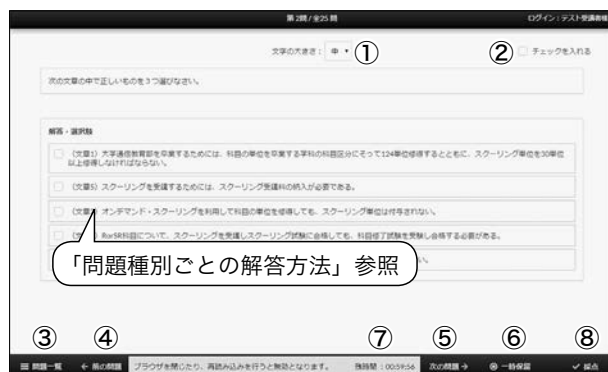 第 2問 / 全25 問
ログイン : テスト受講者様
文字の大きさ : 中 ①
② チェックを入れる
次の文章の中で正しいものを3つ選びなさい。
解答・選択肢
(文章1) 大学通信教育部を卒業するためには、科目の単位を卒業する学科の科目区分にそって124単位修得するとともに、スクーリング単位を30単位
以上修得しなければならない。
(文章5) スクーリングを受講するためには、スクーリング受講料の納入が必要である。
(文章 オンデマンド・スクーリングを利用して科目の単位を修得しても、スクーリング単位は付与されない。
RorSR科目について、スクーリングを受講しスクーリング試験に合格しても、科目修了試験を受験し合格する必要がある。
「問題種別ごとの解答方法」参照
い。
③ ④ ⑦ ⑤ ⑥ ⑧
問題一覧 ← 前の問題 ブラウザを閉じたり、再読み込みを行うと無効となります。 残時間 : 00:59:56 次の問題 → 一時保留 ✓ 採点